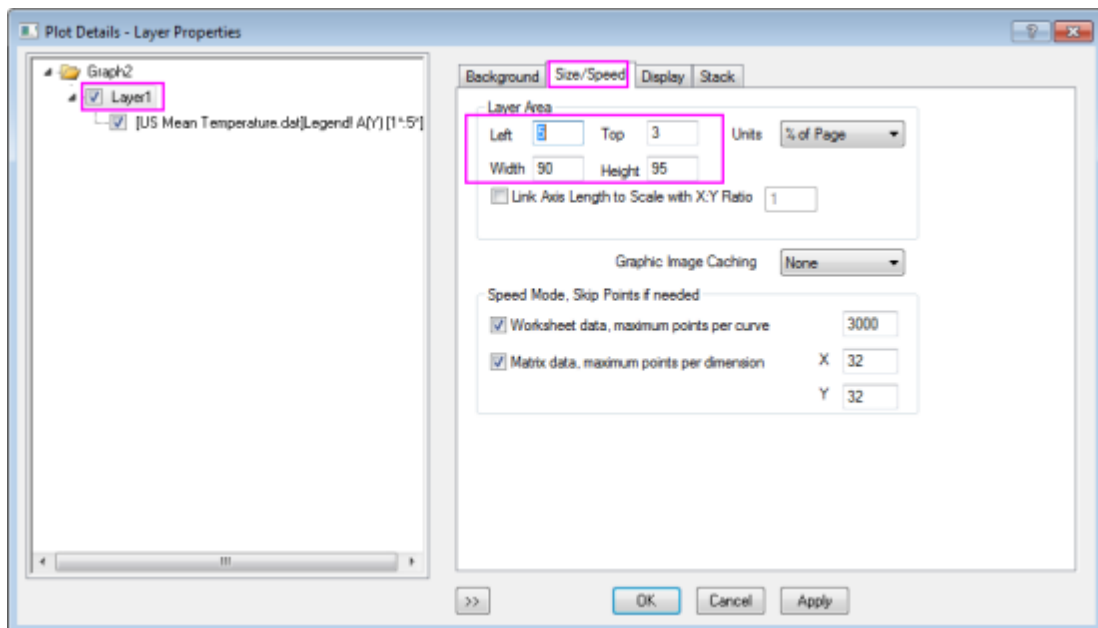 Plot Details - Layer Properties
Graph2
Layer1
[US Mean Temperature.dat]Legend! A(Y) [1*:5*]
Background Size/Speed Display Stack
Layer Area
Left 5 Top 3 Units % of Page
Width 90 Height 95
Link Axis Length to Scale with X:Y Ratio 1
Graphic Image Caching None
Speed Mode, Skip Points if needed
Worksheet data, maximum points per curve 3000
Matrix data, maximum points per dimension X 32
Y 32
>> OK Cancel Apply